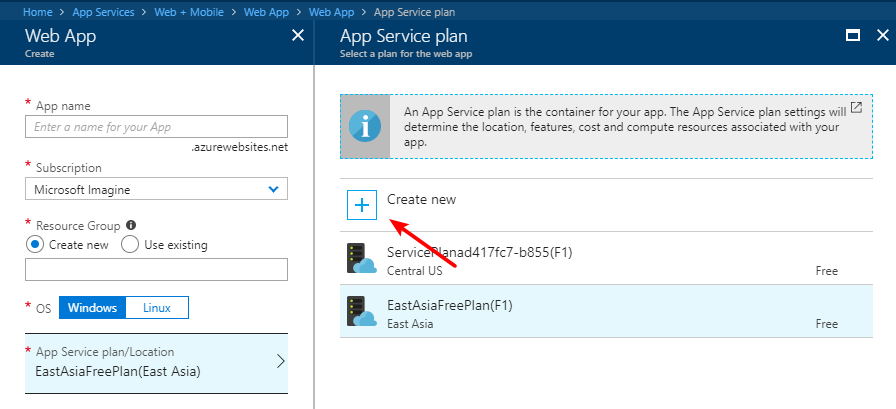 Home > App Services > Web + Mobile > Web App > Web App > App Service plan
Web App
Create
* App name
Enter a name for your App
.azurewebsites.net
* Subscription
Microsoft Imagine
* Resource Group
Create new
Use existing
* OS
Windows
Linux
* App Service plan/Location
EastAsiaFreePlan(East Asia)
App Service plan
Select a plan for the web app
An App Service plan is the container for your app. The App Service plan settings will
determine the location, features, cost and compute resources associated with your
app.
Create new
ServicePlanad417fc7-b855(F1)
Central US
Free
EastAsiaFreePlan(F1)
East Asia
Free